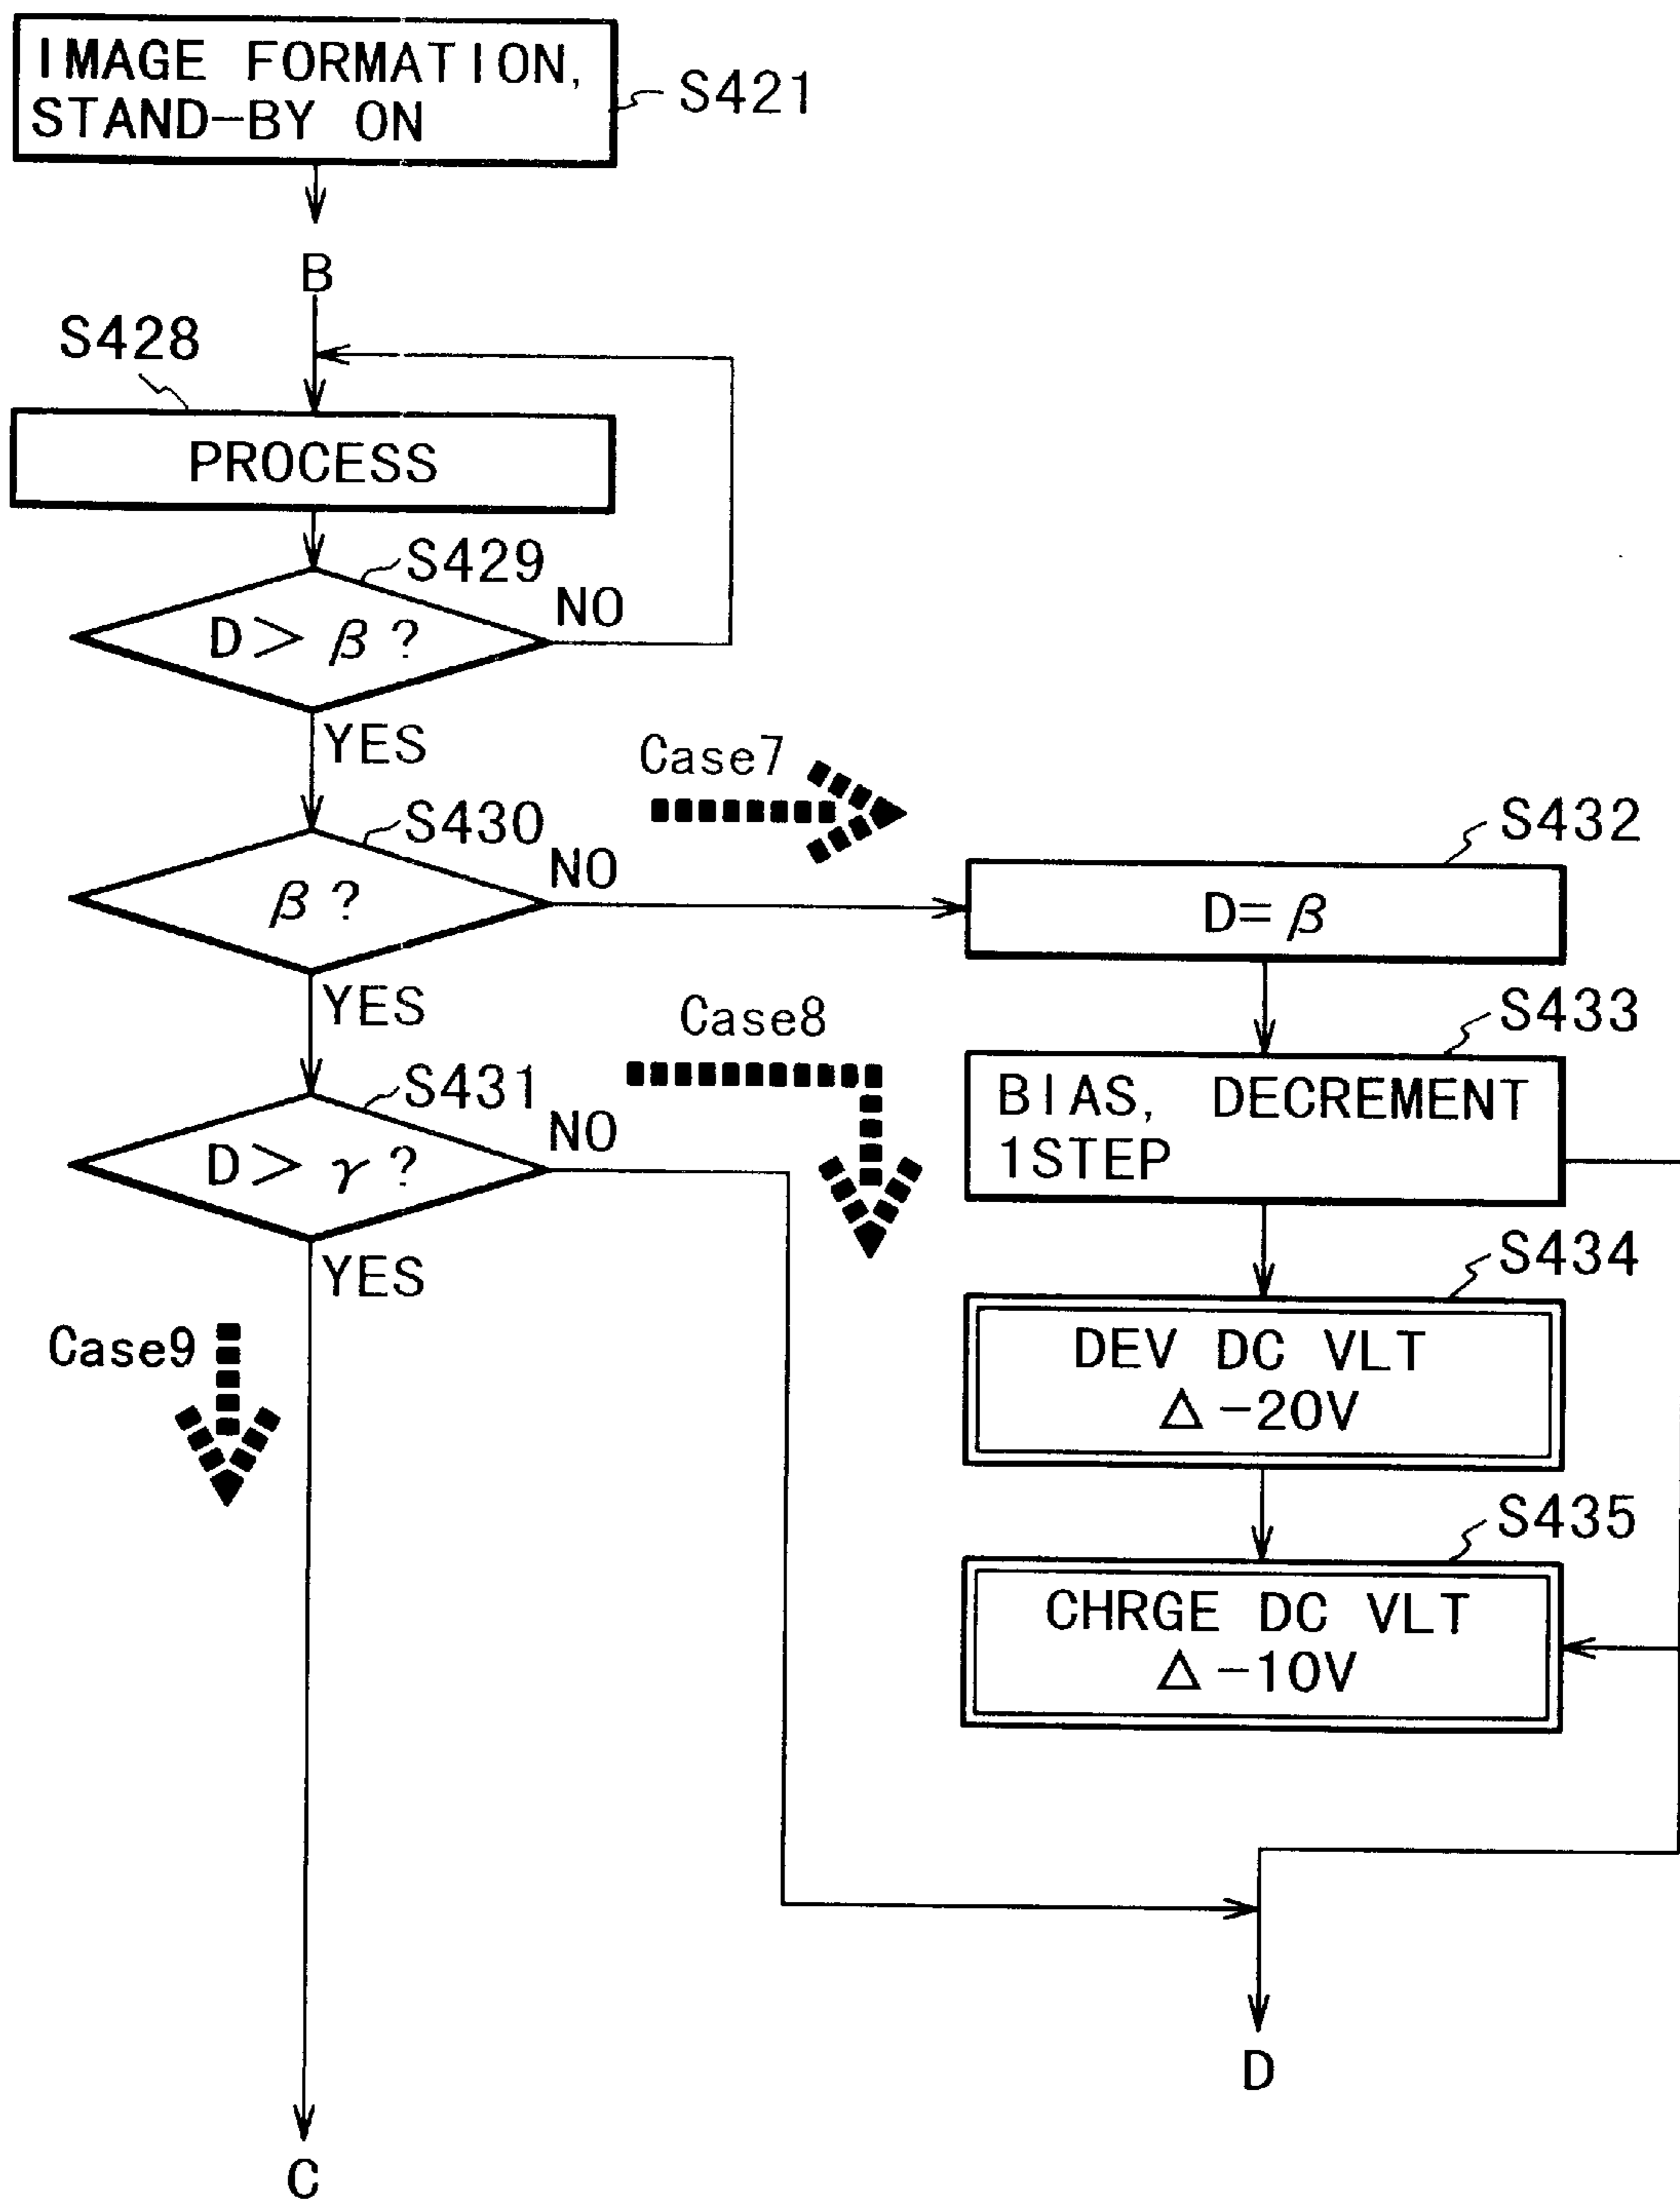 IMAGE FORMATION,
STAND-BY ON
S421
B
S428
PROCESS
S429
D> β?
NO
YES
Case7
S430
β?
NO
YES
S432
D=β
Case8
S433
BIAS, DECREMENT
1STEP
S431
D> γ?
NO
YES
S434
DEV DC VLT
△-20V
Case9
S435
CHRGE DC VLT
△-10V
D
C